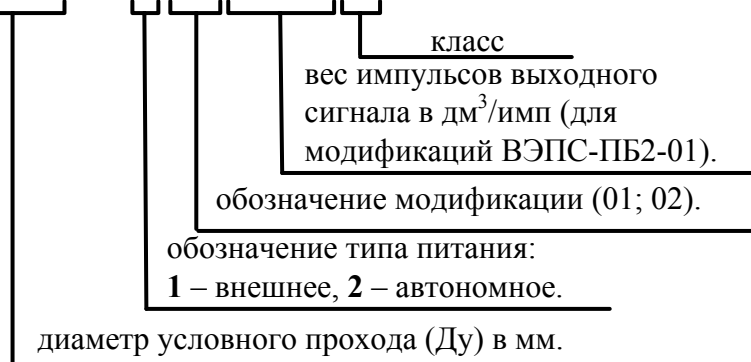 класс
вес импульсов выходного
сигнала в дм³/имп (для
модификаций ВЭПС-ПБ2-01).
обозначение модификации (01; 02).
обозначение типа питания:
1 – внешнее, 2 – автономное.
диаметр условного прохода (Ду) в мм.